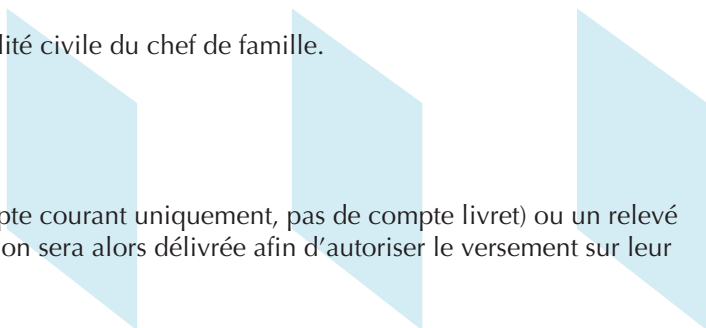 lité civile du chef de famille.
pte courant uniquement, pas de compte livret) ou un relevé
on sera alors délivrée afin d’autoriser le versement sur leur